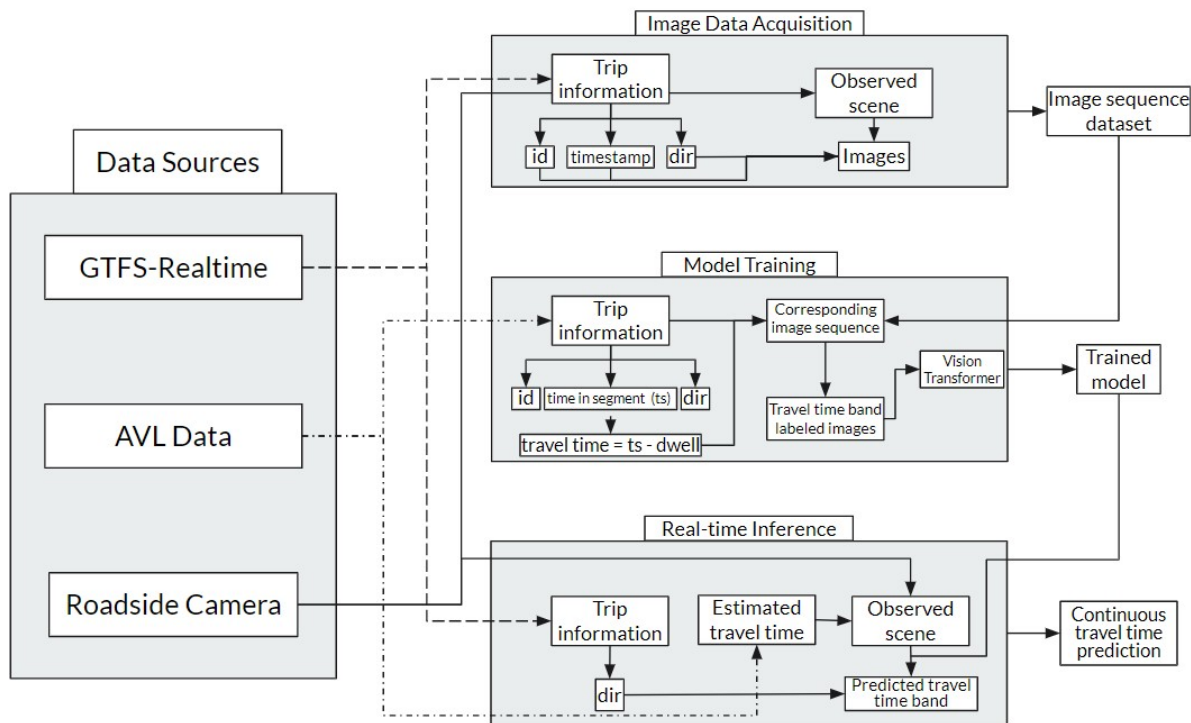 Data Sources
GTFS-Realtime
AVL Data
Roadside Camera
Image Data Acquisition
Trip
information
id
timestamp
dir
Observed
scene
Images
Image sequence
dataset
Model Training
Trip
information
id
time in segment (ts)
dir
travel time = ts - dwell
Corresponding
image sequence
Travel time band
labeled images
Vision
Transformer
Trained
model
Real-time Inference
Trip
information
dir
Estimated
travel time
Observed
scene
Predicted travel
time band
Continuous
travel time
prediction